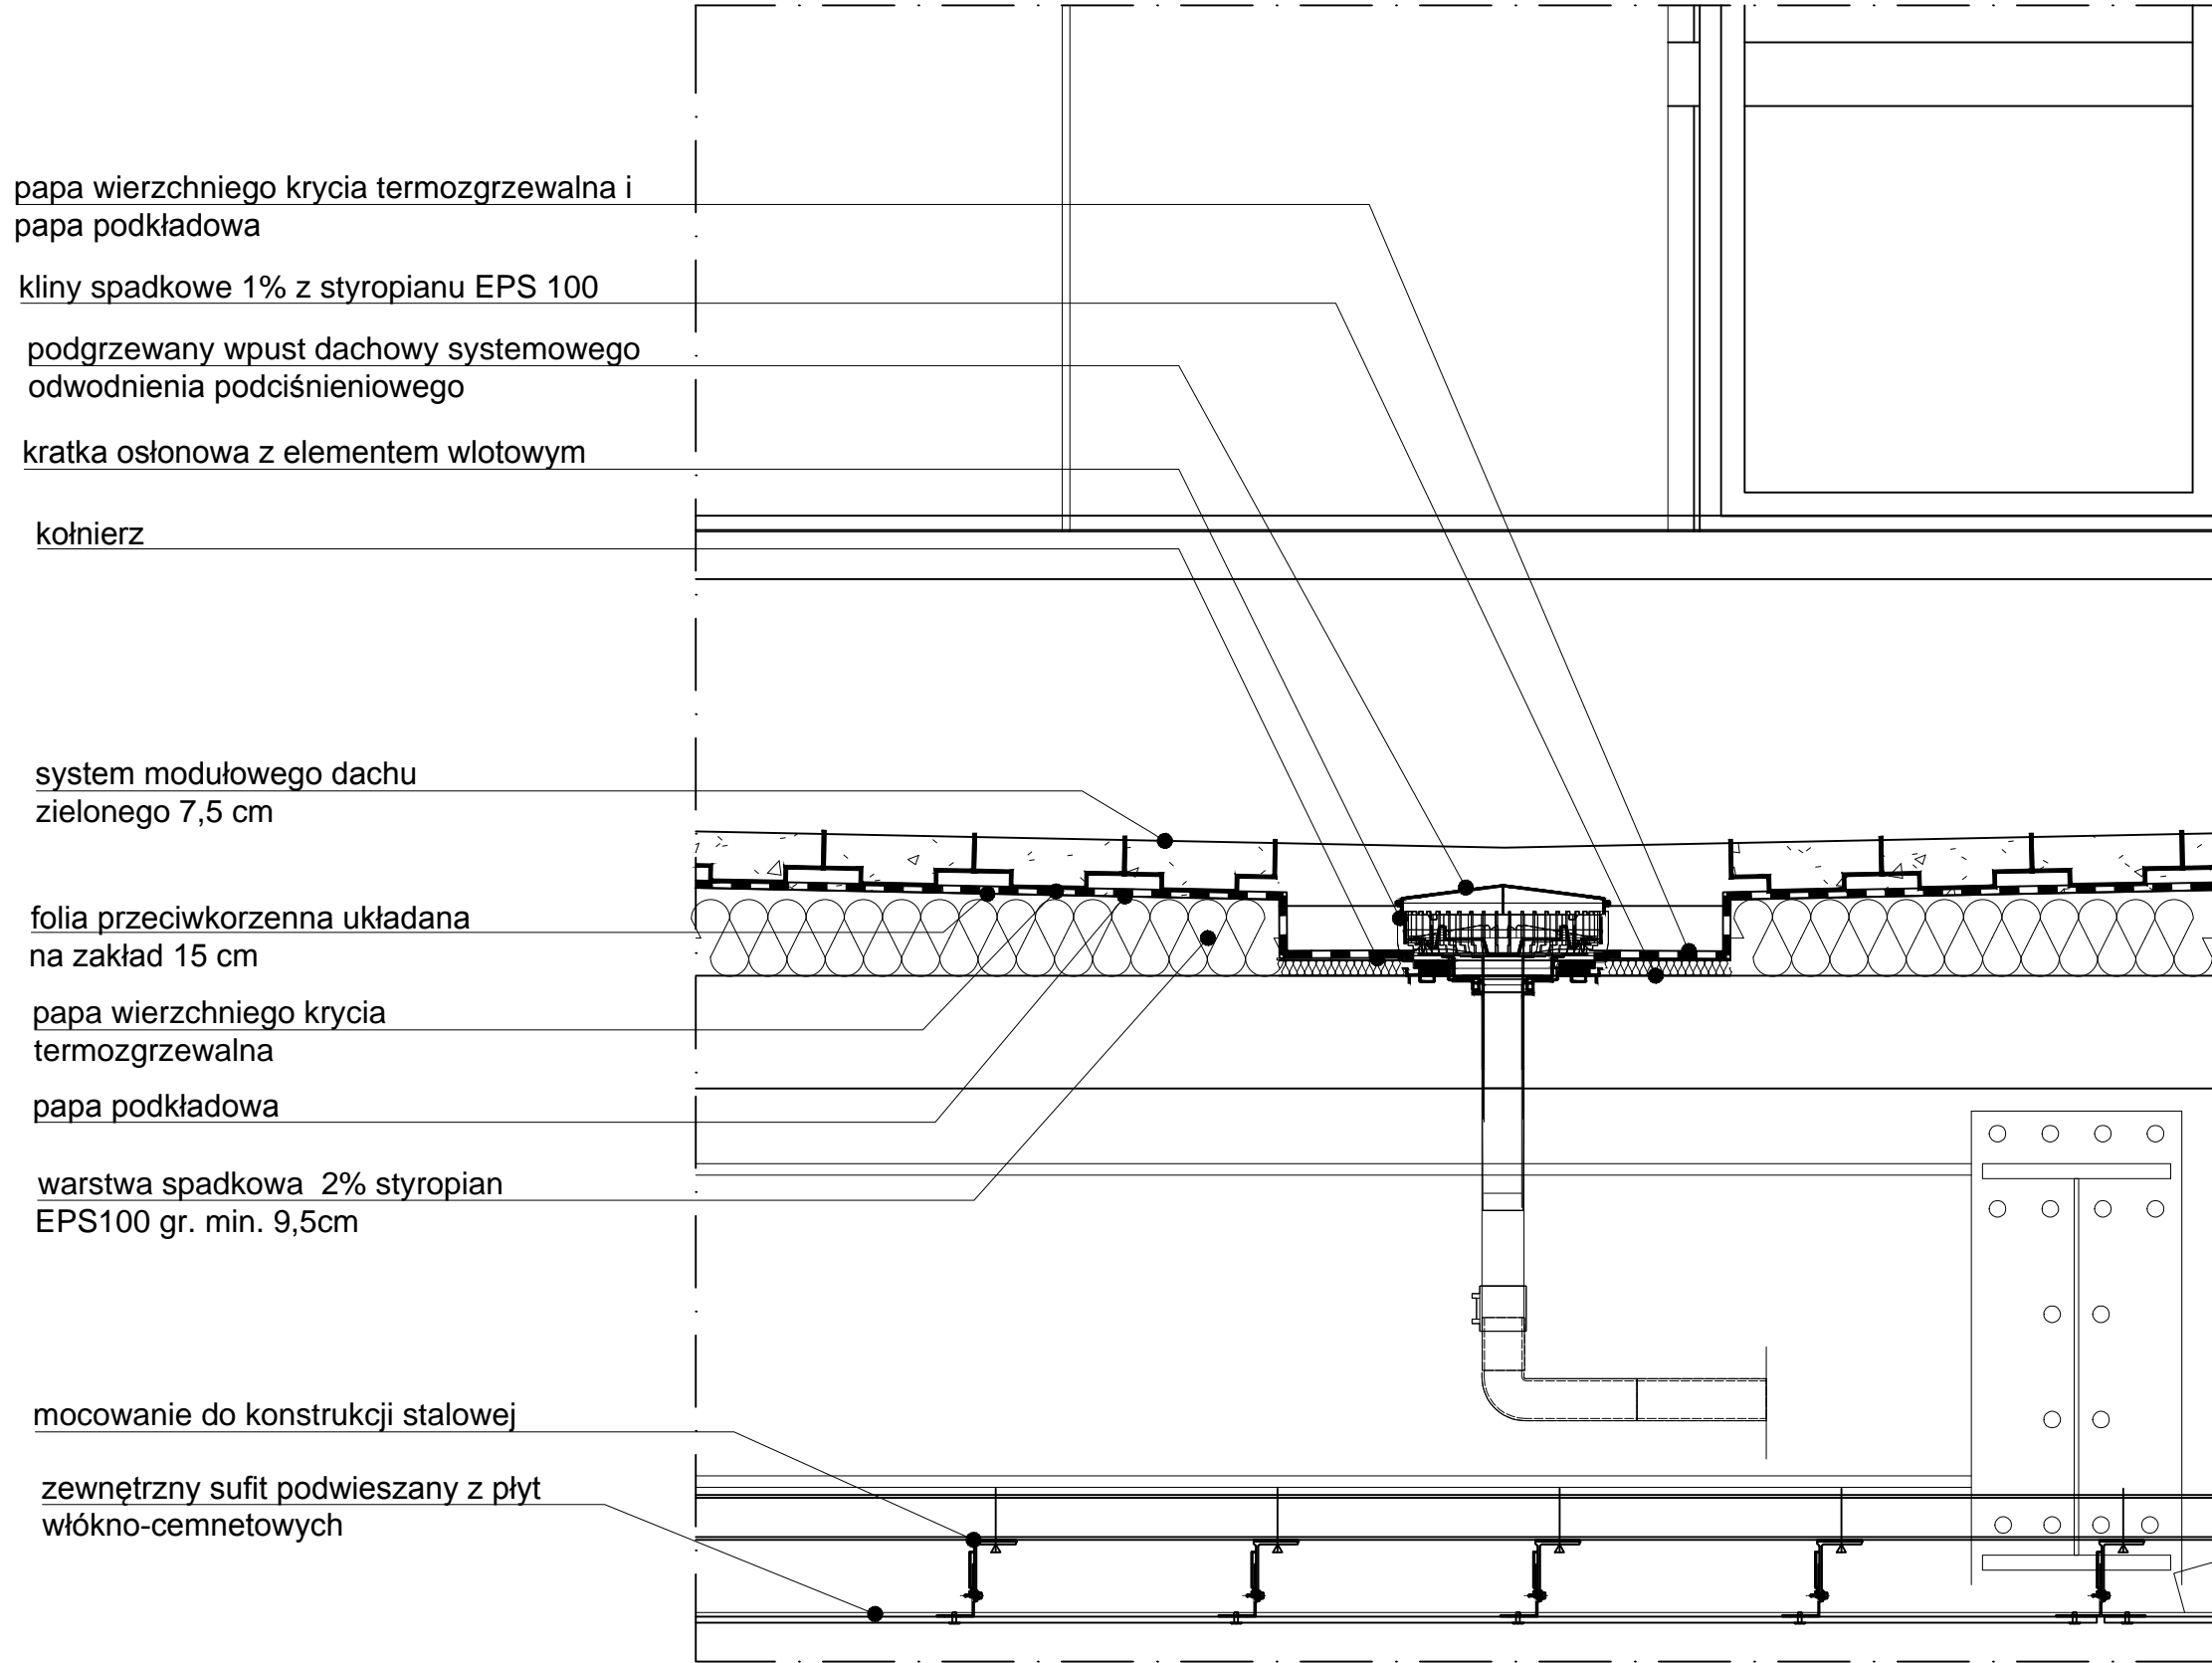 papa wierzchniego krycia termozgrzewalna i
papa podkładowa
kliny spadkowe 1% z styropianu EPS 100
podgrzewany wpust dachowy systemowego
odwodnienia podciśnieniowego
kratka osłonowa z elementem wlotowym
kołnierz
system modułowego dachu
zielonego 7,5 cm
folia przeciwkorzenna układana
na zakład 15 cm
papa wierzchniego krycia
termozgrzewalna
papa podkładowa
warstwa spadkowa  2% styropian
EPS100 gr. min. 9,5cm
mocowanie do konstrukcji stalowej
zewnętrzny sufit podwieszany z płyt
włókno-cemnetowych